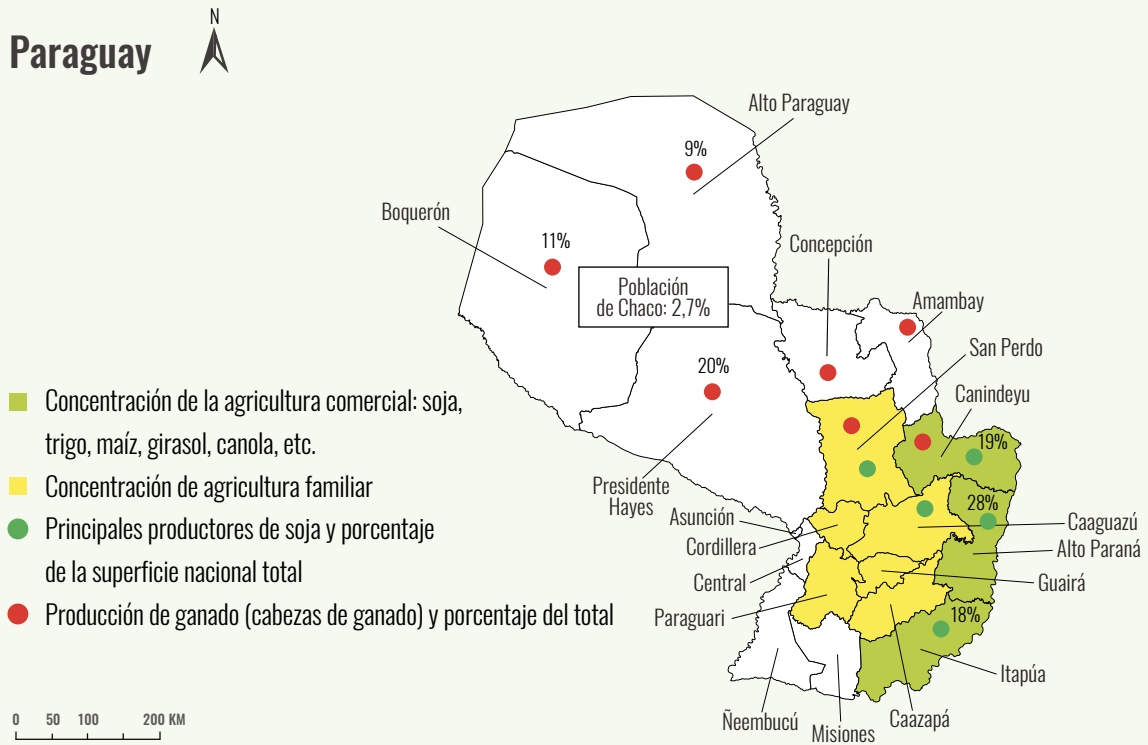 N
Paraguay
Alto Paraguay
9%
Boquerón
11%
Concepción
Población
de Chaco: 2,7%
Amambay
San Perdo
20%
Canindeyu
Concentración de la agricultura comercial: soja,
trigo, maíz, girasol, canola, etc.
19%
Concentración de agricultura familiar
Presidente
Hayes
28%
Asunción
Caaguazú
Principales productores de soja y porcentaje
de la superficie nacional total
Cordillera
Alto Paraná
Central
Guairá
Producción de ganado (cabezas de ganado) y porcentaje del total
Paraguari
18%
Itapúa
Ñeembucú
Misiones
Caazapá
0 50 100 200 KM